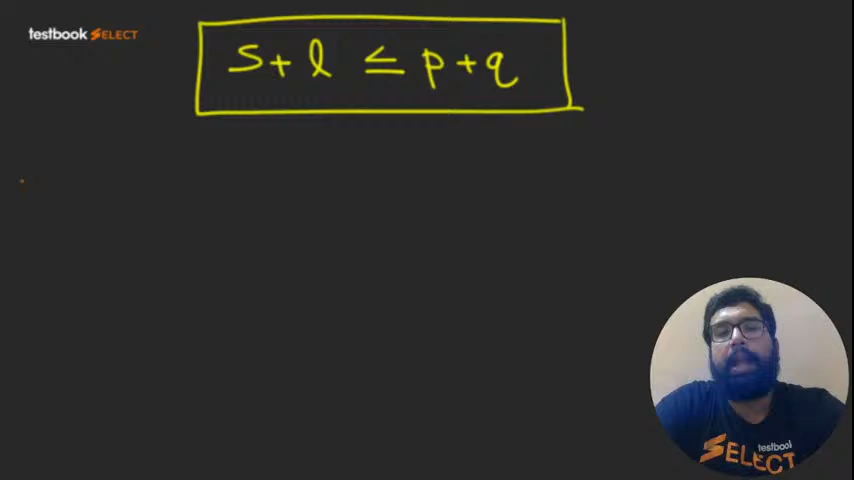 testbook SELECT
S + l ≤ p + q
testbook
SELECT